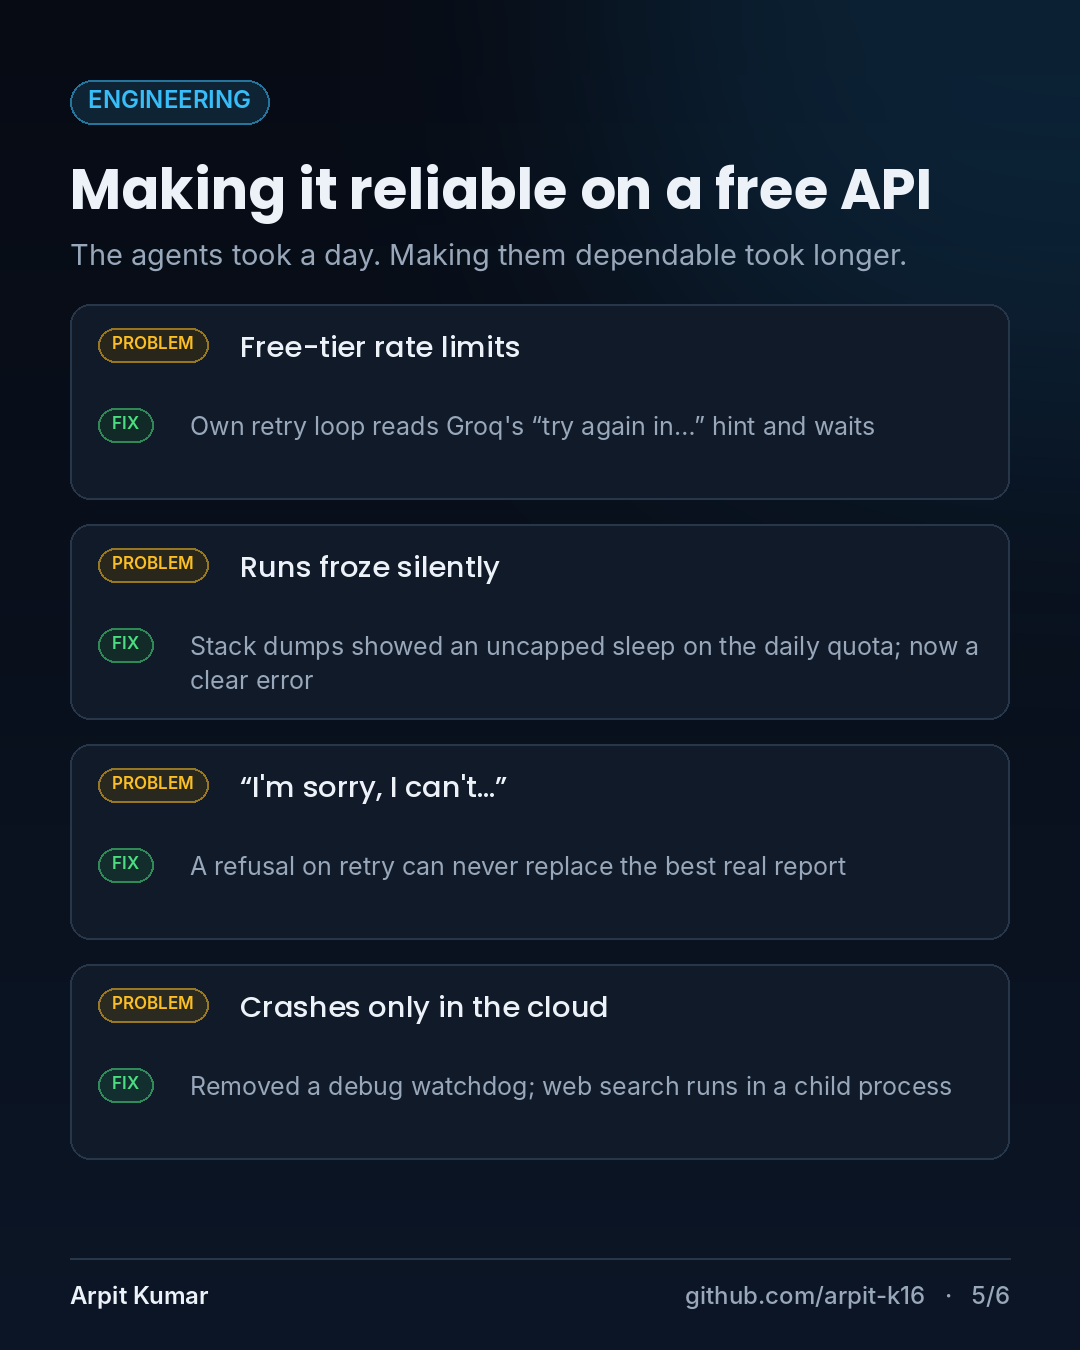 ENGINEERING
Making it reliable on a free API
The agents took a day. Making them dependable took longer.
PROBLEM Free-tier rate limits
FIX Own retry loop reads Groq's “try again in…” hint and waits
PROBLEM Runs froze silently
FIX Stack dumps showed an uncapped sleep on the daily quota; now a
clear error
PROBLEM “I'm sorry, I can't…”
FIX A refusal on retry can never replace the best real report
PROBLEM Crashes only in the cloud
FIX Removed a debug watchdog; web search runs in a child process
Arpit Kumar github.com/arpit-k16 · 5/6